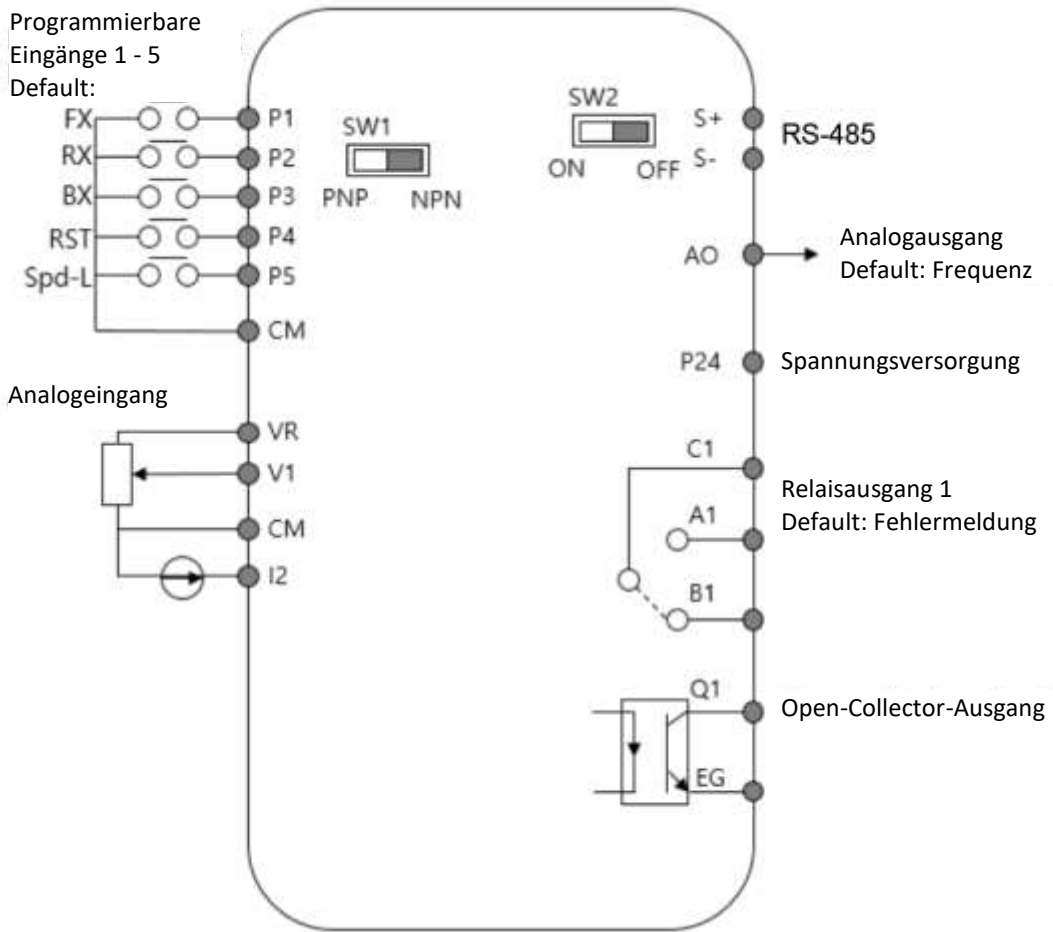 Programmierbare
Eingänge 1 - 5
Default:
FX
P1
RX
P2
BX
P3
RST
P4
Spd-L
P5
CM
SW1
PNP NPN
SW2
ON OFF
S+
S-
RS-485
AO
Analogausgang
Default: Frequenz
P24
Spannungsversorgung
Analogeingang
VR
V1
CM
I2
C1
A1
B1
Relaisausgang 1
Default: Fehlermeldung
Q1
Open-Collector-Ausgang
EG